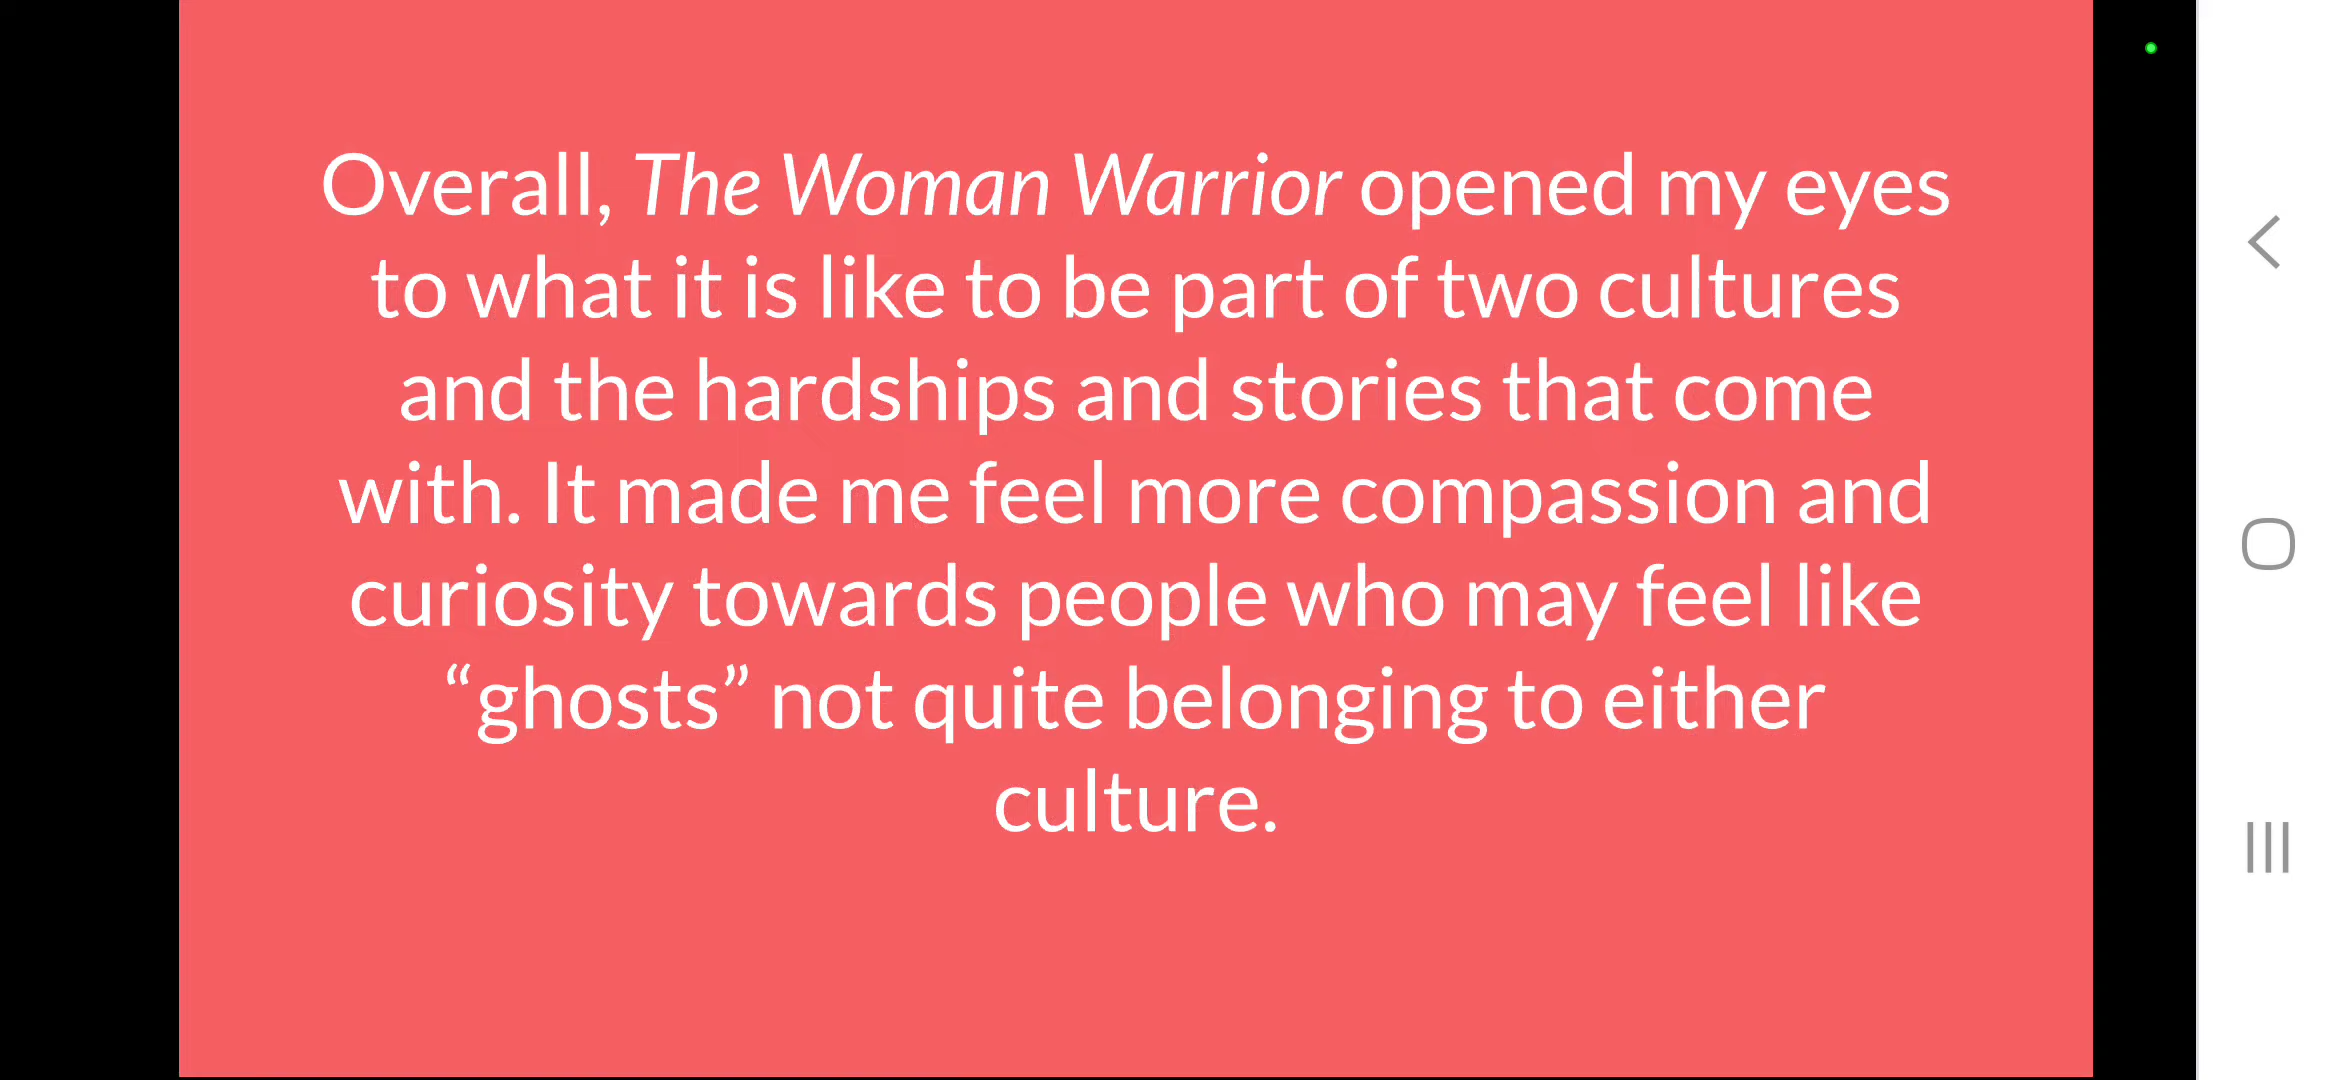 Overall, The Woman Warrior opened my eyes
to what it is like to be part of two cultures
and the hardships and stories that come
with. It made me feel more compassion and
curiosity towards people who may feel like
“ghosts” not quite belonging to either
culture.